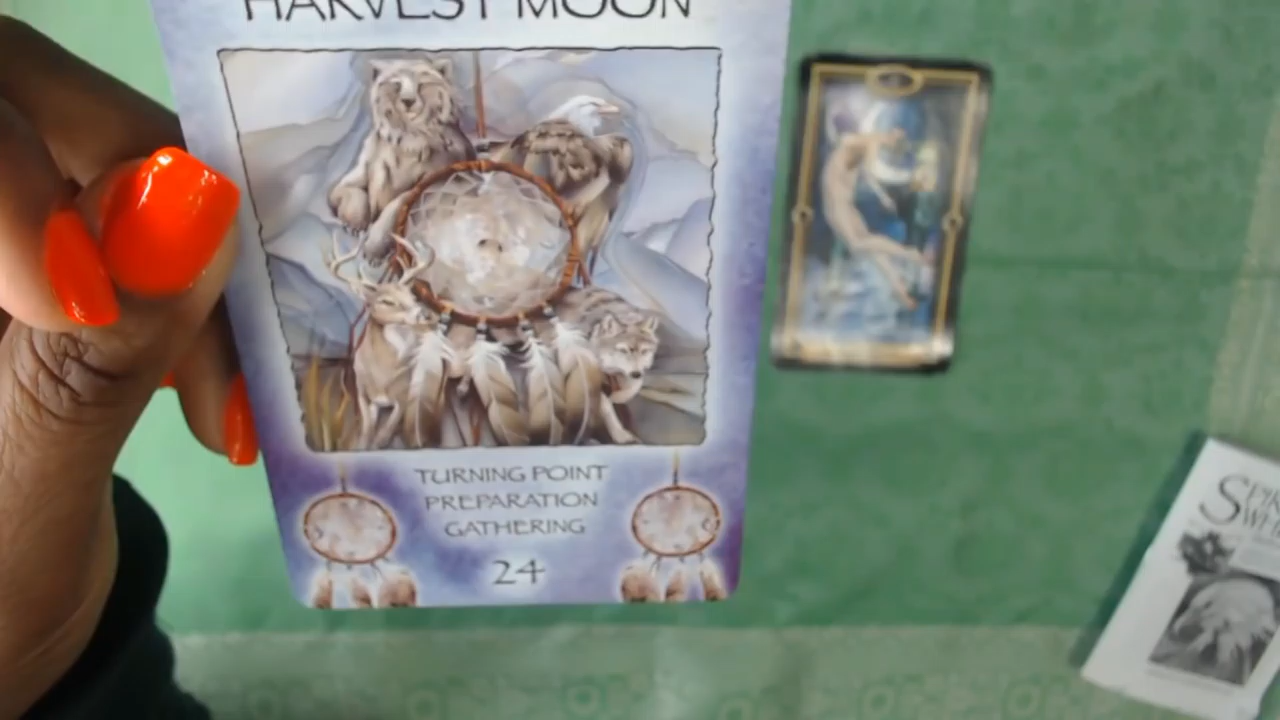 HARVEST MOON
TURNING POINT
PREPARATION
GATHERING
24